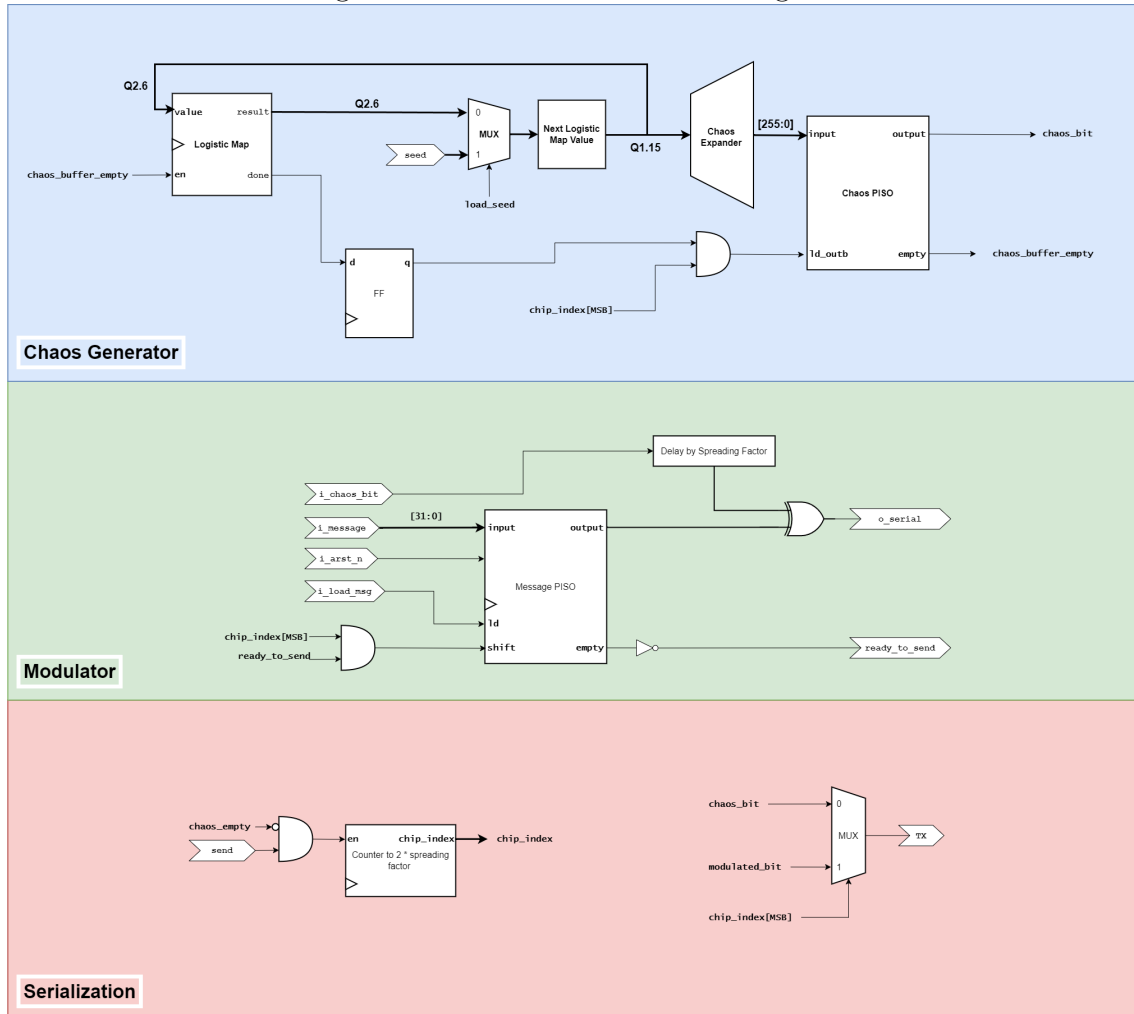 Q2.6
value
result
Q2.6
Logistic Map
chaos_buffer_empty
en
done
seed
0
MUX
1
load_seed
Next Logistic
Map Value
Q1.15
Chaos
Expander
[255:0]
input
output
chaos_bit
Chaos PISO
ld_outb
empty
chaos_buffer_empty
d
q
FF
chip_index[MSB]
Chaos Generator
Delay by Spreading Factor
i_chaos_bit
i_message
[31:0]
input
output
o_serial
i_arst_n
Message PISO
i_load_msg
ld
chip_index[MSB]
ready_to_send
shift
empty
ready_to_send
Modulator
chaos_empty
send
en
chip_index
chip_index
Counter to 2 * spreading
factor
chaos_bit
0
MUX
TX
modulated_bit
1
chip_index[MSB]
Serialization